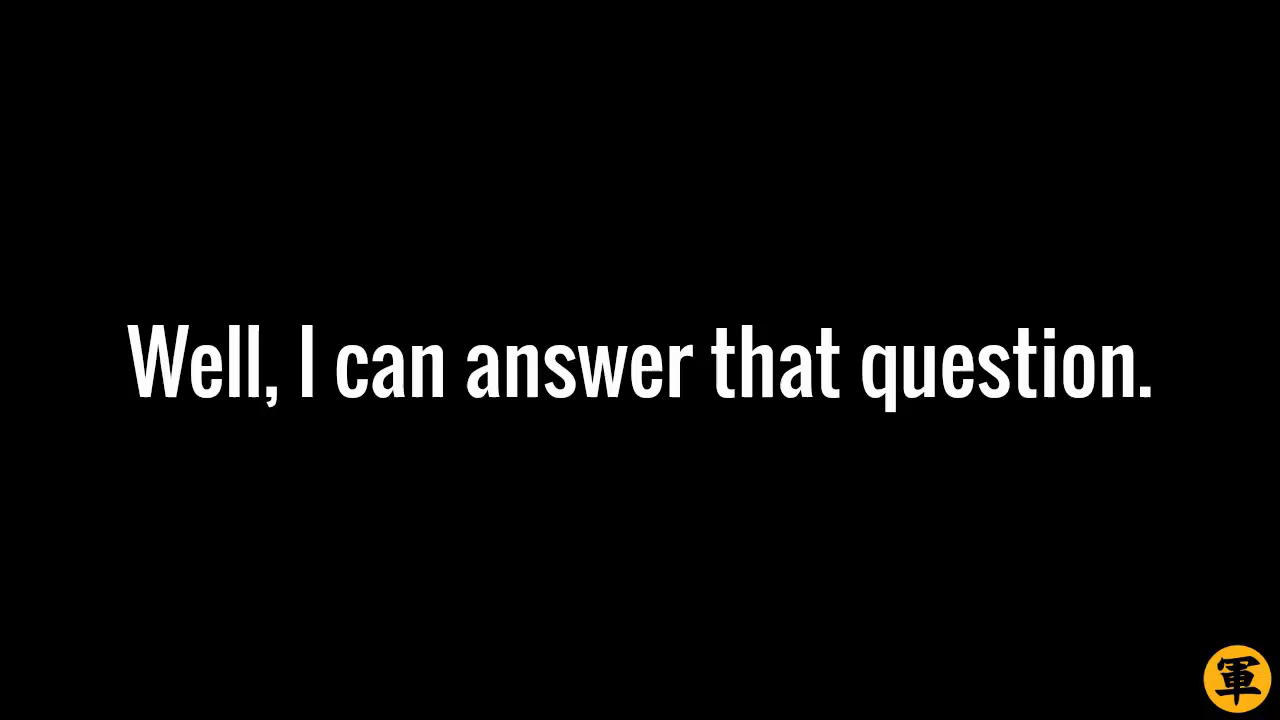 Well, I can answer that question.
軍